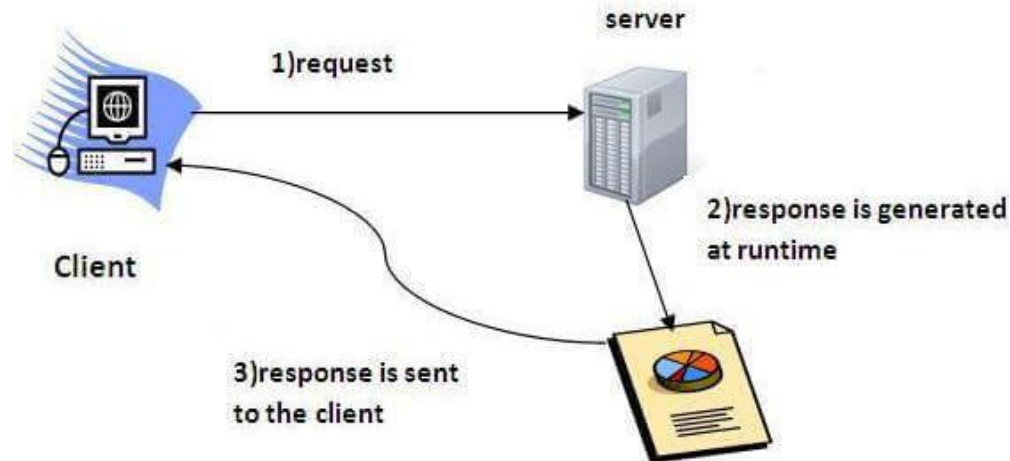 server
1)request
2)response is generated
at runtime
Client
3)response is sent
to the client